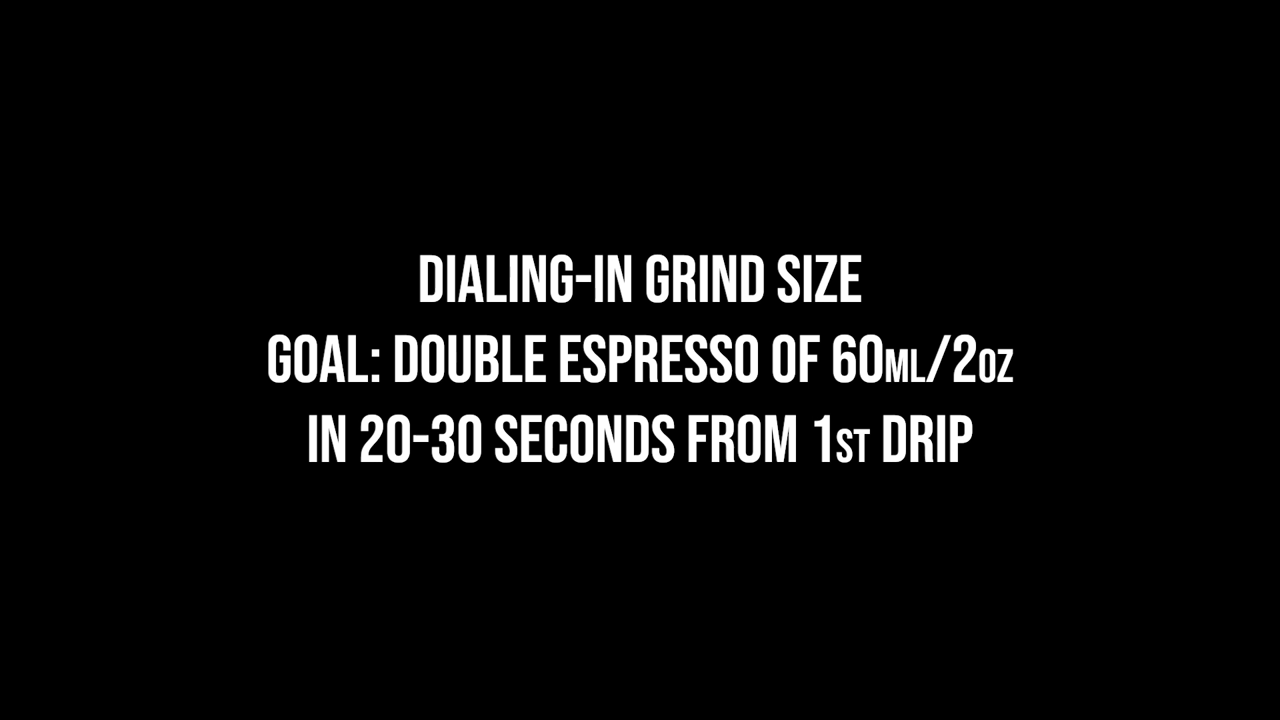 DIALING-IN GRIND SIZE
GOAL: DOUBLE ESPRESSO OF 60ML/2OZ
IN 20-30 SECONDS FROM 1ST DRIP